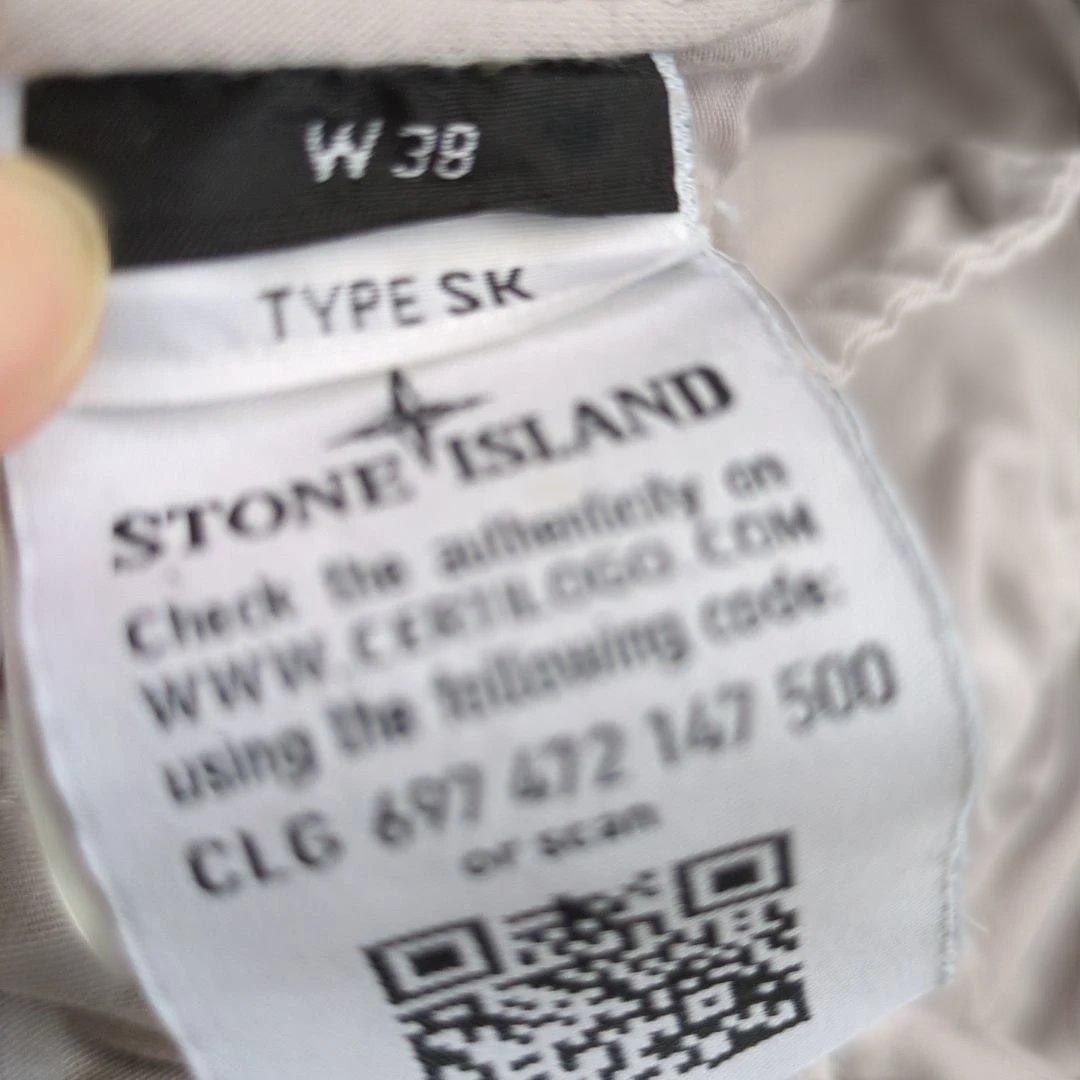 W 38
TYPE SK
STONE ISLAND
Check the authenticity on
WWW.CERTILOGO.COM
using the following code:
CLG 697 472 147 500
or scan